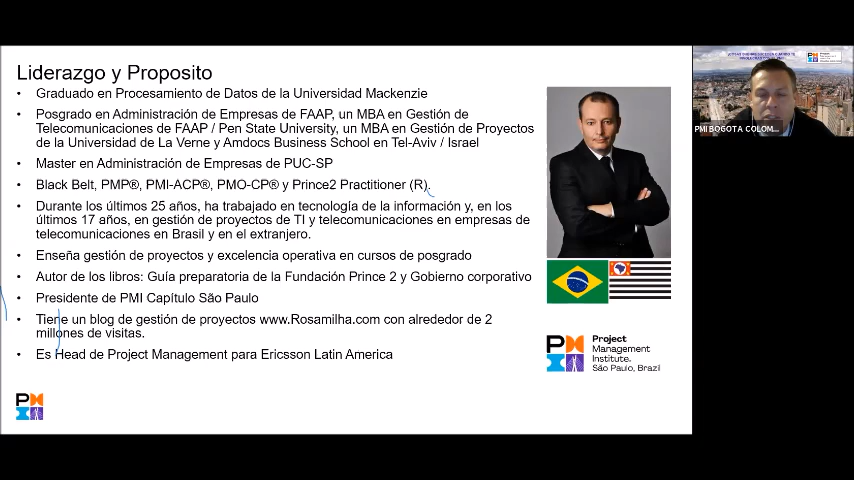 Liderazgo y Proposito
• Graduado en Procesamiento de Datos de la Universidad Mackenzie
• Posgrado en Administración de Empresas de FAAP, un MBA en Gestión de
Telecomunicaciones de FAAP / Pen State University, un MBA en Gestión de Proyectos
de la Universidad de La Verne y Amdocs Business School en Tel-Aviv / Israel
• Master en Administración de Empresas de PUC-SP
• Black Belt, PMP®, PMI-ACP®, PMO-CP® y Prince2 Practitioner (R).
• Durante los últimos 25 años, ha trabajado en tecnología de la información y, en los
últimos 17 años, en gestión de proyectos de TI y telecomunicaciones en empresas de
telecomunicaciones en Brasil y en el extranjero.
• Enseña gestión de proyectos y excelencia operativa en cursos de posgrado
• Autor de los libros: Guía preparatoria de la Fundación Prince 2 y Gobierno corporativo
• Presidente de PMI Capítulo São Paulo
• Tiene un blog de gestión de proyectos www.Rosamilha.com con alrededor de 2
millones de visitas.
• Es Head de Project Management para Ericsson Latin America
Project
Management
Institute.
São Paulo, Brazil
PMI BOGOTA COLOM...